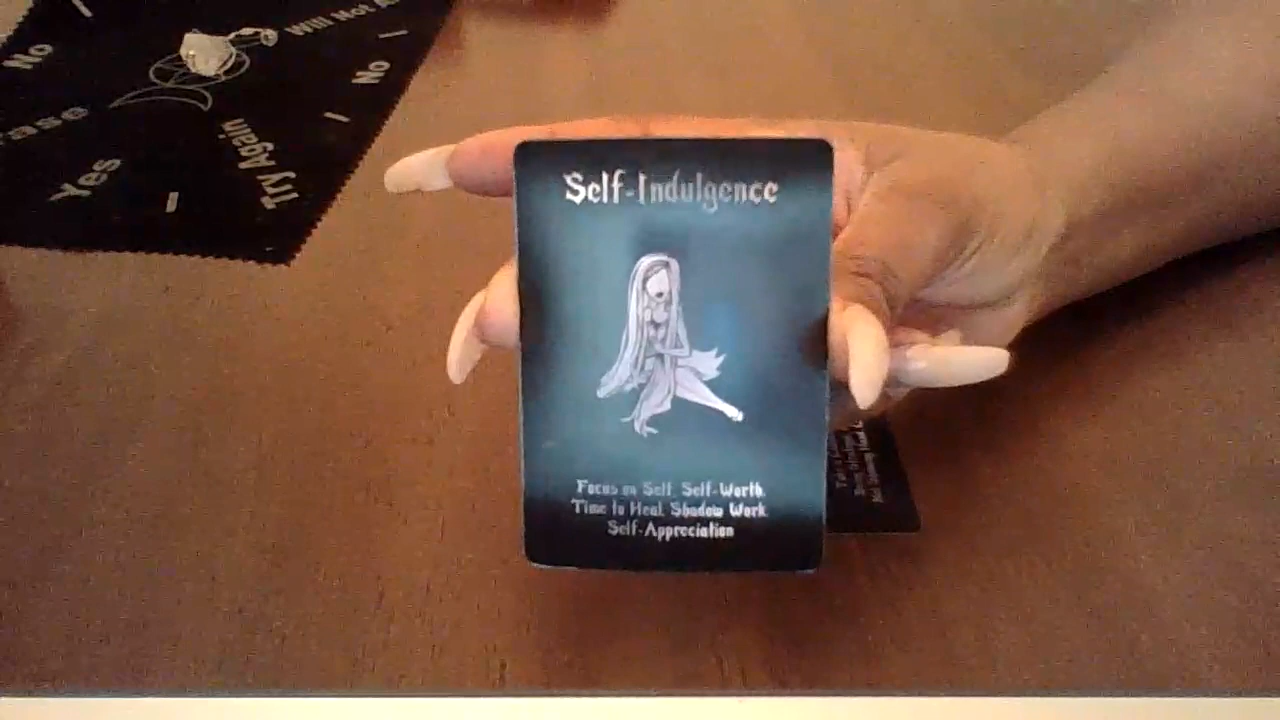 Will Not
No
No
Try Again
Yes
Self-Indulgence
Focus on Self, Self-Worth,
Time to Heal, Shadow Work,
Self-Appreciation